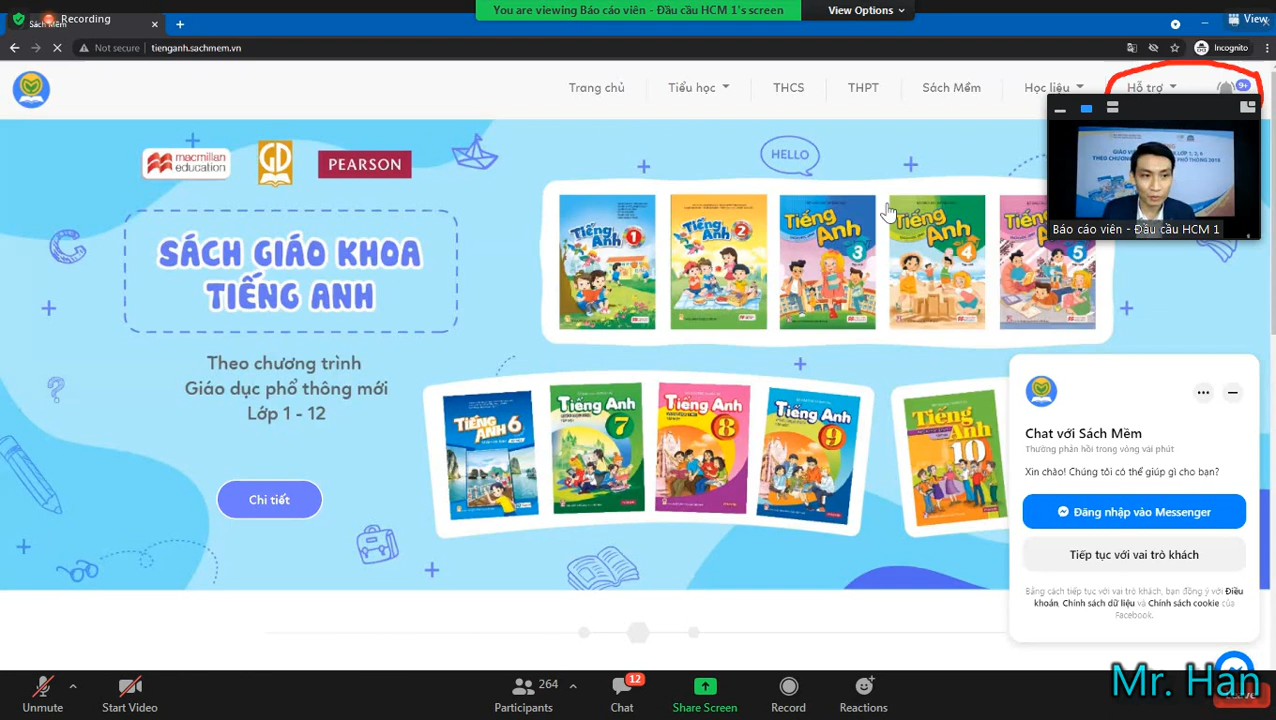 Recording
You are viewing Báo cáo viên - Đầu cầu HCM 1's screen
View Options
View
Sách Mềm
Not secure
tienganh.sachmem.vn
Incognito
Trang chủ
Tiểu học
THCS
THPT
Sách Mềm
Học liệu
Hỗ trợ
9+
macmillan
education
GD
PEARSON
HELLO
SÁCH GIÁO KHOA
TIẾNG ANH
Theo chương trình
Giáo dục phổ thông mới
Lớp 1 - 12
Chi tiết
Tiếng Anh 1
Tiếng Anh 2
Tiếng Anh 3
Tiếng Anh 4
Tiếng Anh 5
TIẾNG ANH 6
Tiếng Anh 7
Tiếng Anh 8
Tiếng Anh 9
Tiếng Anh 10
Báo cáo viên - Đầu cầu HCM 1
Chat với Sách Mềm
Thường phản hồi trong vòng vài phút
Xin chào! Chúng tôi có thể giúp gì cho bạn?
Đăng nhập vào Messenger
Tiếp tục với vai trò khách
Bằng cách tiếp tục với vai trò khách, bạn đồng ý với Điều
khoản, Chính sách dữ liệu và Chính sách cookie của
Facebook.
Unmute
Start Video
264
Participants
12
Chat
Share Screen
Record
Reactions
Mr. Han